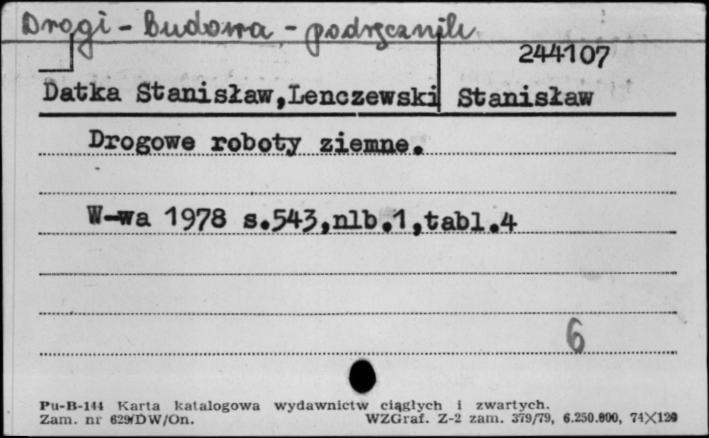 Drogi - budowa - podręczniki
244107
Datka Stanisław,Lenczewski Stanisław
Drogowe roboty ziemne.
W-wa 1978 s.543,nlb.1,tabl.4
6
Pu-B-144 Karta katalogowa wydawnictw ciągłych i zwartych.
Zam. nr 629/DW/On. WZGraf. Z-2 zam. 379/79, 6.250.000, 74X120